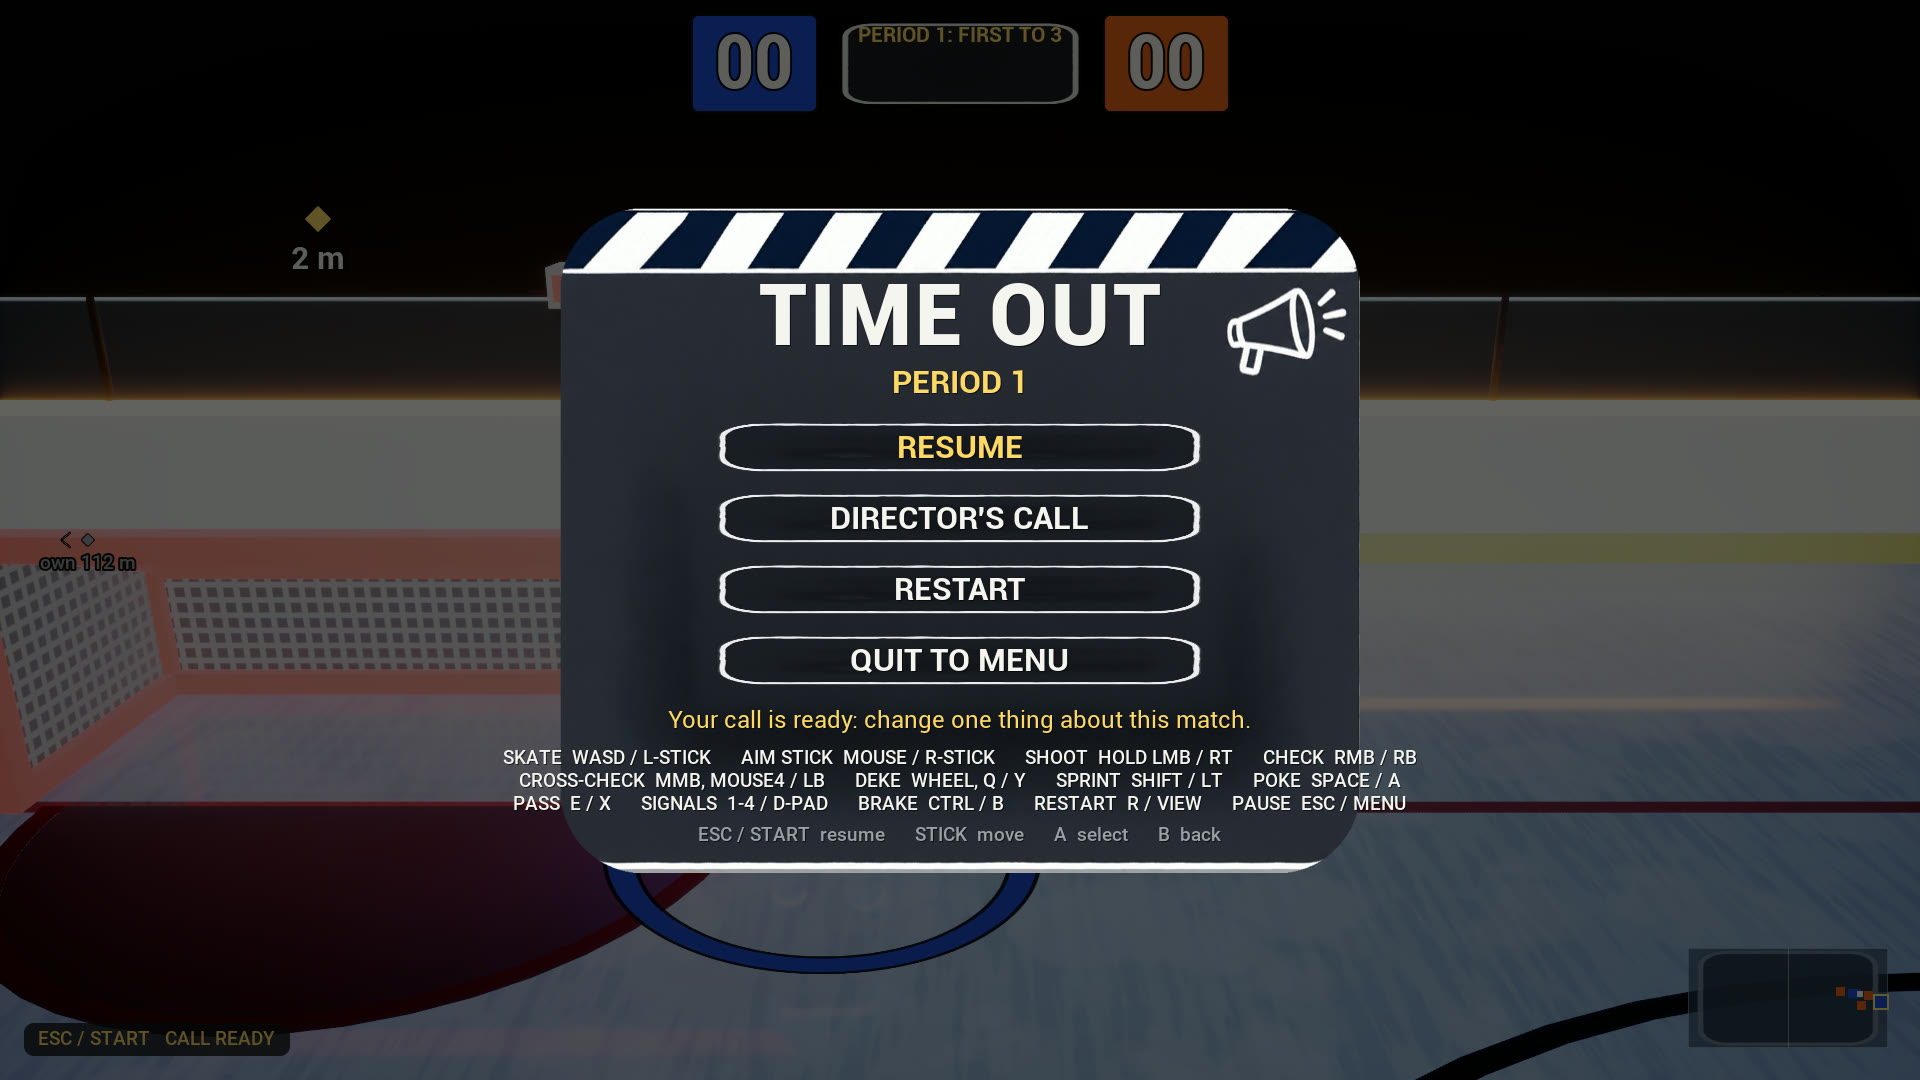 00
PERIOD 1: FIRST TO 3
00
2 m
TIME OUT
PERIOD 1
RESUME
DIRECTOR'S CALL
own 112 m
RESTART
QUIT TO MENU
Your call is ready: change one thing about this match.
SKATE WASD / L-STICK AIM STICK MOUSE / R-STICK SHOOT HOLD LMB / RT CHECK RMB / RB
CROSS-CHECK MMB, MOUSE4 / LB DEKE WHEEL, Q / Y SPRINT SHIFT / LT POKE SPACE / A
PASS E / X SIGNALS 1-4 / D-PAD BRAKE CTRL / B RESTART R / VIEW PAUSE ESC / MENU
ESC / START resume STICK move A select B back
ESC / START CALL READY